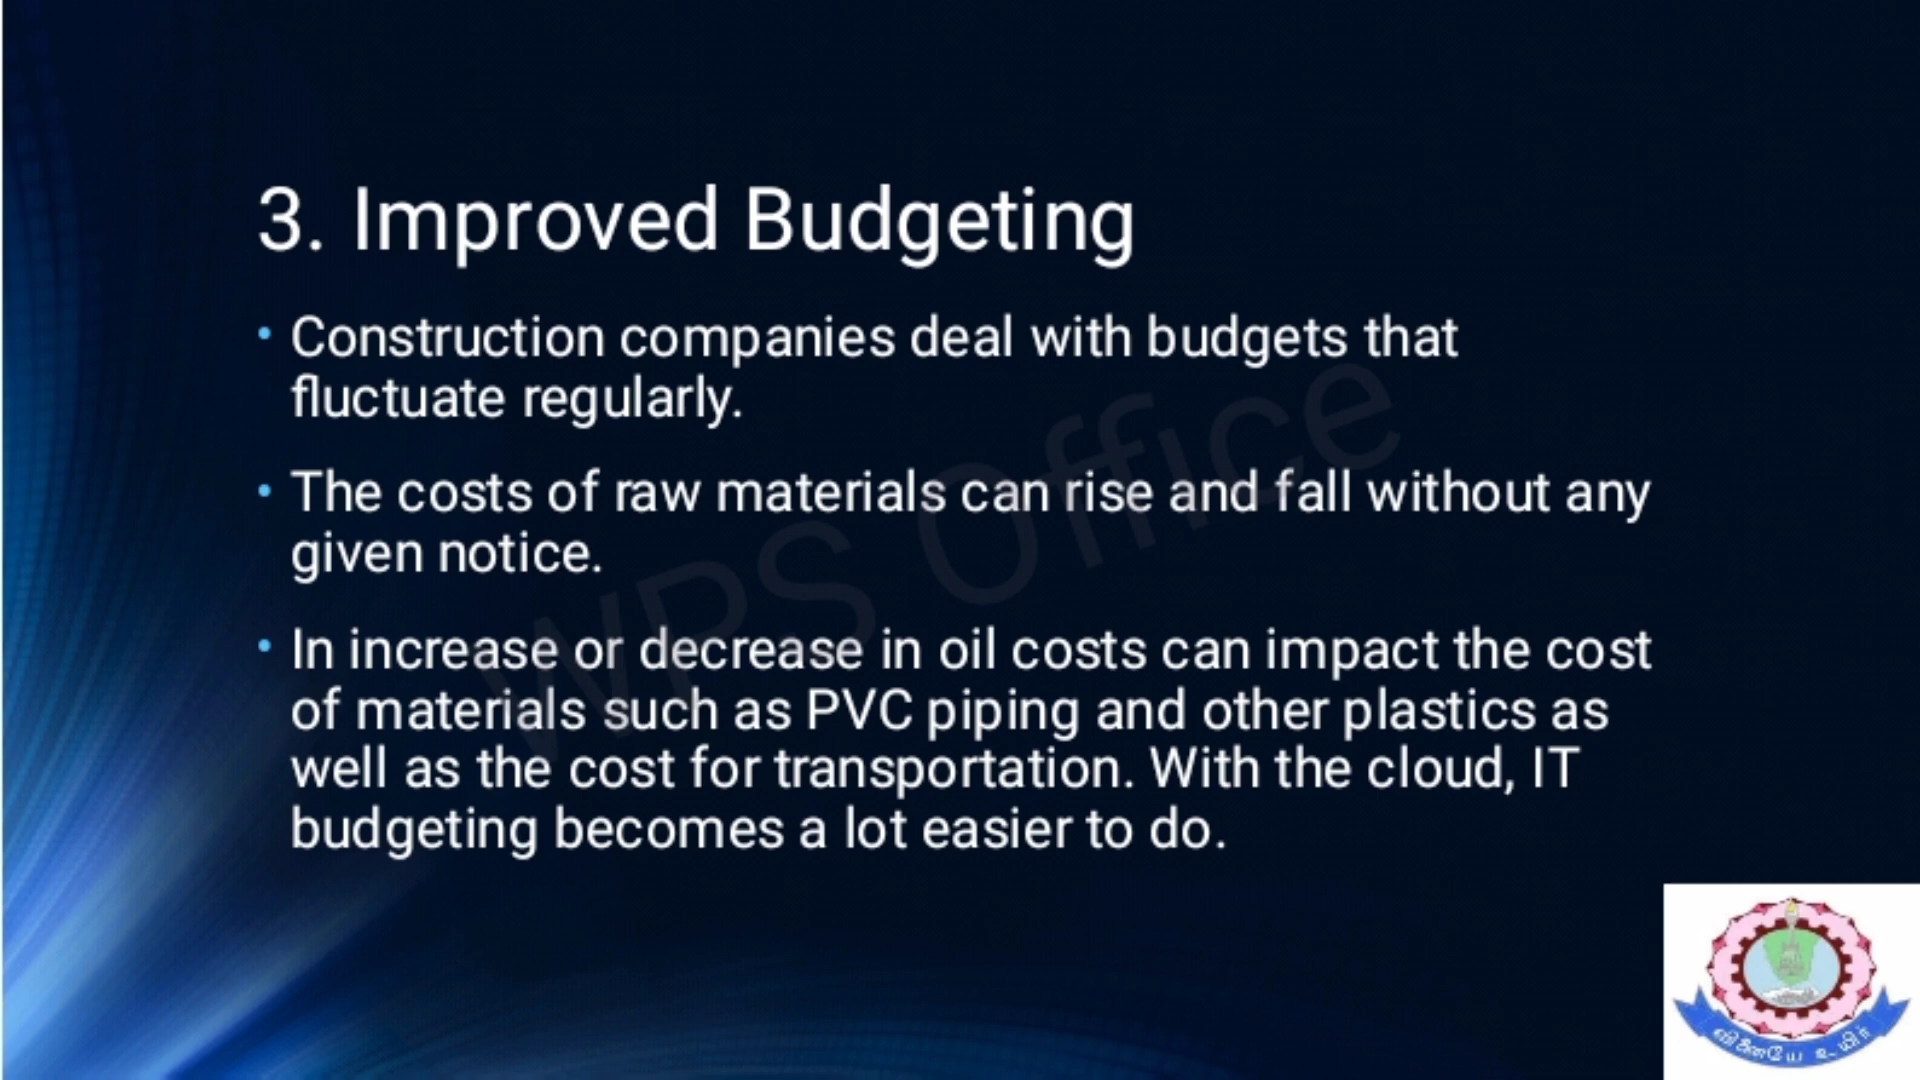 3. Improved Budgeting
• Construction companies deal with budgets that
fluctuate regularly.
• The costs of raw materials can rise and fall without any
given notice.
• In increase or decrease in oil costs can impact the cost
of materials such as PVC piping and other plastics as
well as the cost for transportation. With the cloud, IT
budgeting becomes a lot easier to do.
WPS Office
வினையே உயிர்